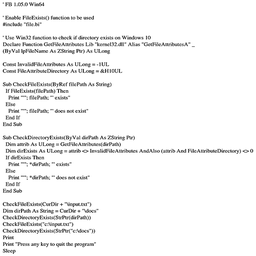 ' FB 1.05.0 Win64
' Enable FileExists() function to be used
#include "file.bi"
' Use Win32 function to check if directory exists on Windows 10
Declare Function GetFileAttributes Lib "kernel32.dll" Alias "GetFileAttributesA" _
(ByVal lpFileName As ZString Ptr) As ULong
Const InvalidFileAttributes As ULong = -1UL
Const FileAttributeDirectory As ULong = &H10UL
Sub CheckFileExists(ByRef filePath As String)
If FileExists(filePath) Then
Print "'"; filePath; "' exists"
Else
Print "'"; filePath; "' does not exist"
End If
End Sub
Sub CheckDirectoryExists(ByVal dirPath As ZString Ptr)
Dim attrib As ULong = GetFileAttributes(dirPath)
Dim dirExists As ULong = attrib <> InvalidFileAttributes AndAlso (attrib And FileAttributeDirectory) <> 0
If dirExists Then
Print "'"; *dirPath; "' exists"
Else
Print "'"; *dirPath; "' does not exist"
End If
End Sub
CheckFileExists(CurDir + "\input.txt")
Dim dirPath As String = CurDir + "\docs"
CheckDirectoryExists(StrPtr(dirPath))
CheckFileExists("c:\input.txt")
CheckDirectoryExists(StrPtr("c:\docs"))
Print
Print "Press any key to quit the program"
Sleep